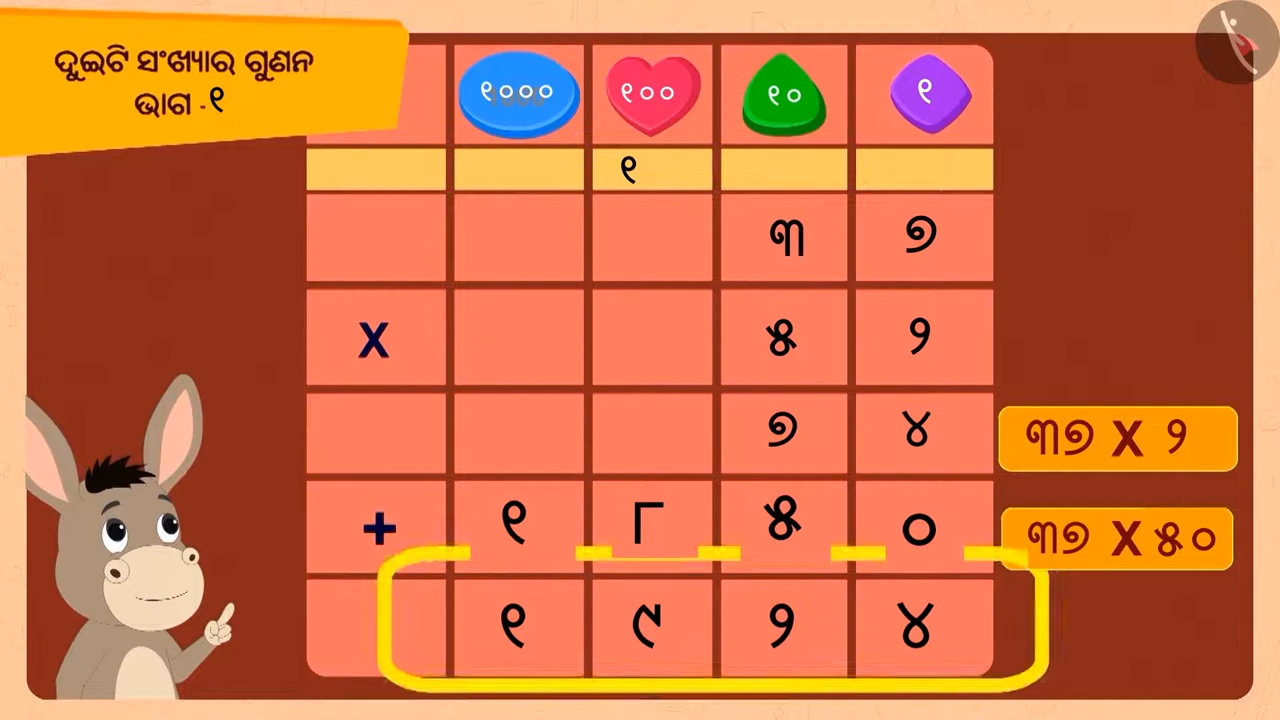 ଦୁଇଟି ସଂଖ୍ୟାର ଗୁଣନ
ଭାଗ -୧
୧୦୦୦ ୧୦୦ ୧୦ ୧
୧
୩ ୭
X ୫ ୨
୭ ୪
୩୭ X ୨
+ ୧ ୮ ୫ ୦
୩୭ X ୫୦
୧ ୯ ୨ ୪